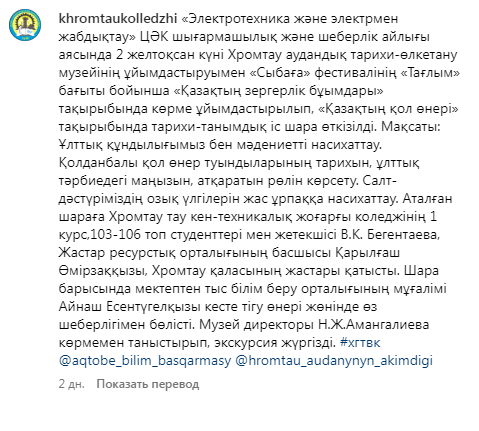 khromtaukolledzhi «Электротехника және электрмен
жабдықтау» ЦӘК шығармашылық және шеберлік айлығы
аясында 2 желтоқсан күні Хромтау аудандық тарихи-өлкетану
музейінің ұйымдастыруымен «Сыбаға» фестивалінің «Тағлым»
бағыты бойынша «Қазақтың зергерлік бұымдары»
тақырыбында көрме ұйымдастырылып, «Қазақтың қол өнері»
тақырыбында тарихи-танымдық іс шара өткізілді. Мақсаты:
Ұлттық құндылығымыз бен мәдениетті насихаттау.
Қолданбалы қол өнер туындыларының тарихын, ұлттық
тәрбиедегі маңызын, атқаратын рөлін көрсету. Салт-
дәстүріміздің озық үлгілерін жас ұрпаққа насихаттау. Аталған
шараға Хромтау тау кен-техникалық жоғарғы колледжінің 1
курс,103-106 топ студенттері мен жетекшісі В.К. Бегентаева,
Жастар ресурстық орталығының басшысы Қарылғаш
Өмірзаққызы, Хромтау қаласының жастары қатысты. Шара
барысында мектептен тыс білім беру орталығының мұғалімі
Айнаш Есентүгелқызы кесте тігу өнері жөнінде өз
шеберлігімен бөлісті. Музей директоры Н.Ж.Амангалиева
көрмемен таныстырып, экскурсия жүргізді. #хгтвк
@aqtobe_bilim_basqarmasy @hromtau_audanynyn_akimdigi
2 дн. Показать перевод